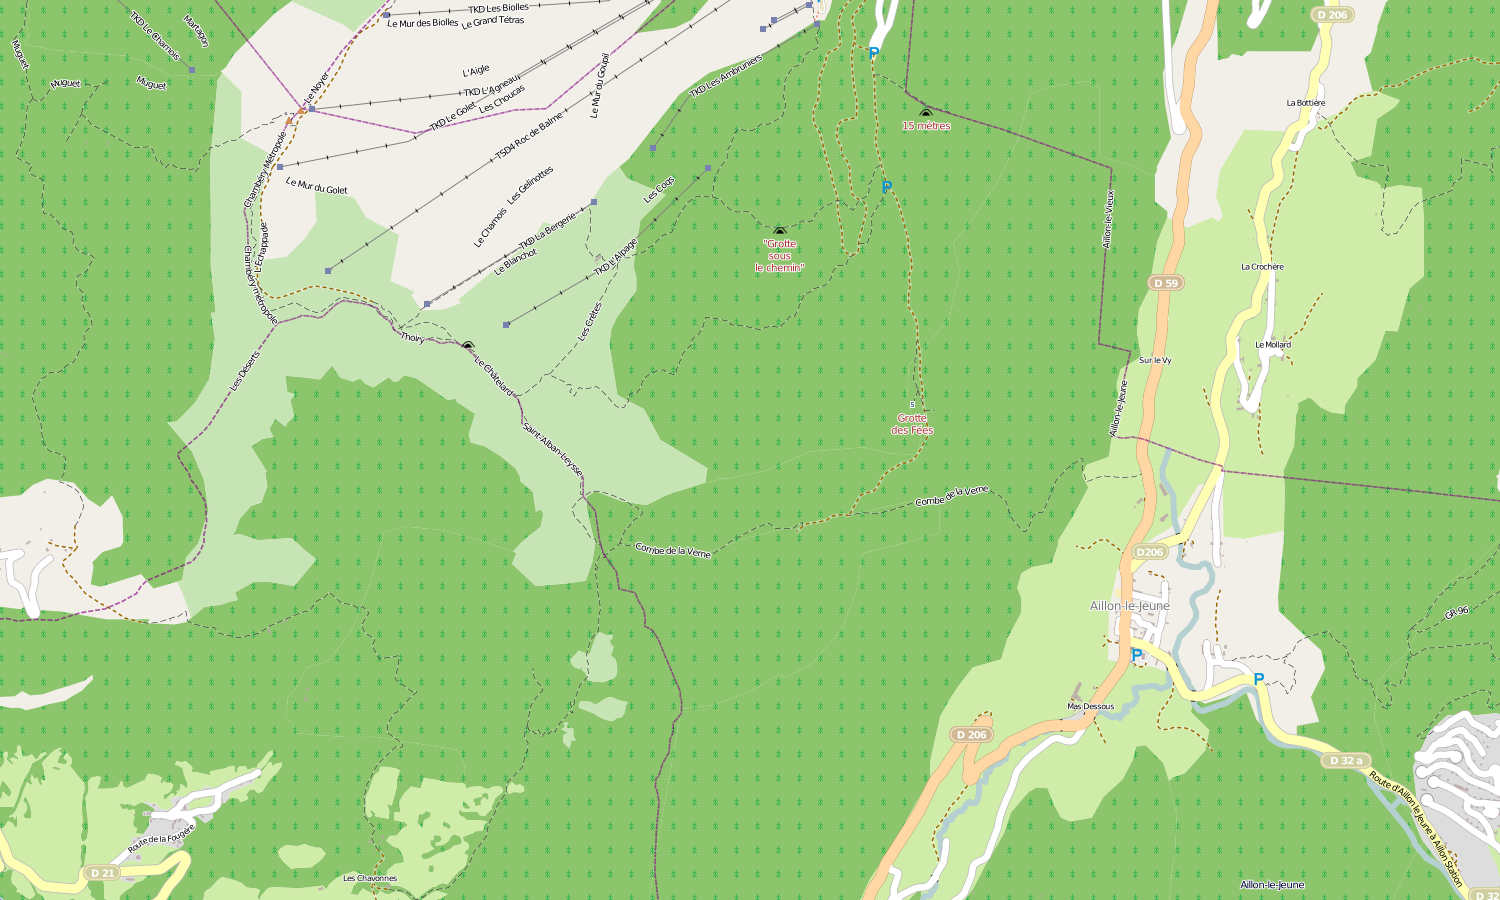 TKD Les Biolles
Le Mur des Biolles
Le Grand Tétras
D 206
TKD Le Chamois
Martagon
Muguet
Muguet
Muguet
Le Noyer
L'Aigle
TKD L'Agneau
TKD Le Golet
Les Choucas
Le Mur du Goupil
TKD Les Ambruniers
P
15 mètres
La Bottière
TSD4 Roc de Balme
Chambéry Métropole
Le Mur du Golet
Les Gelinottes
Le Chamois
Les Coqs
P
Aillon-le-Vieux
TKD La Bergerie
Le Blanchot
TKD L'Alpage
L'Échappade
Chambéry métropole
"Grotte
sous
le chemin"
La Crochère
D 59
Les Crêtes
Thoiry
Le Châtelard
Le Mollard
Sur le Vy
Les Déserts
Aillon-le-Jeune
5
Grotte
des Fées
Saint-Alban-Leysse
Combe de la Verne
Combe de la Verne
D206
Aillon-le-Jeune
GR 96
P
P
Mas Dessous
D 206
D 32 a
Route d'Aillon le Jeune à Aillon Station
Route de la Fougère
D 21
Les Chavonnes
Aillon-le-Jeune
D 32